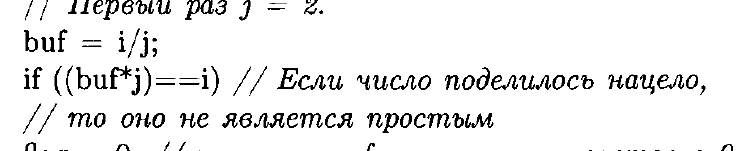 // Первый раз j = 2.
buf = i/j;
if ((buf*j)==i) // Если число поделилось нацело,
// то оно не является простым